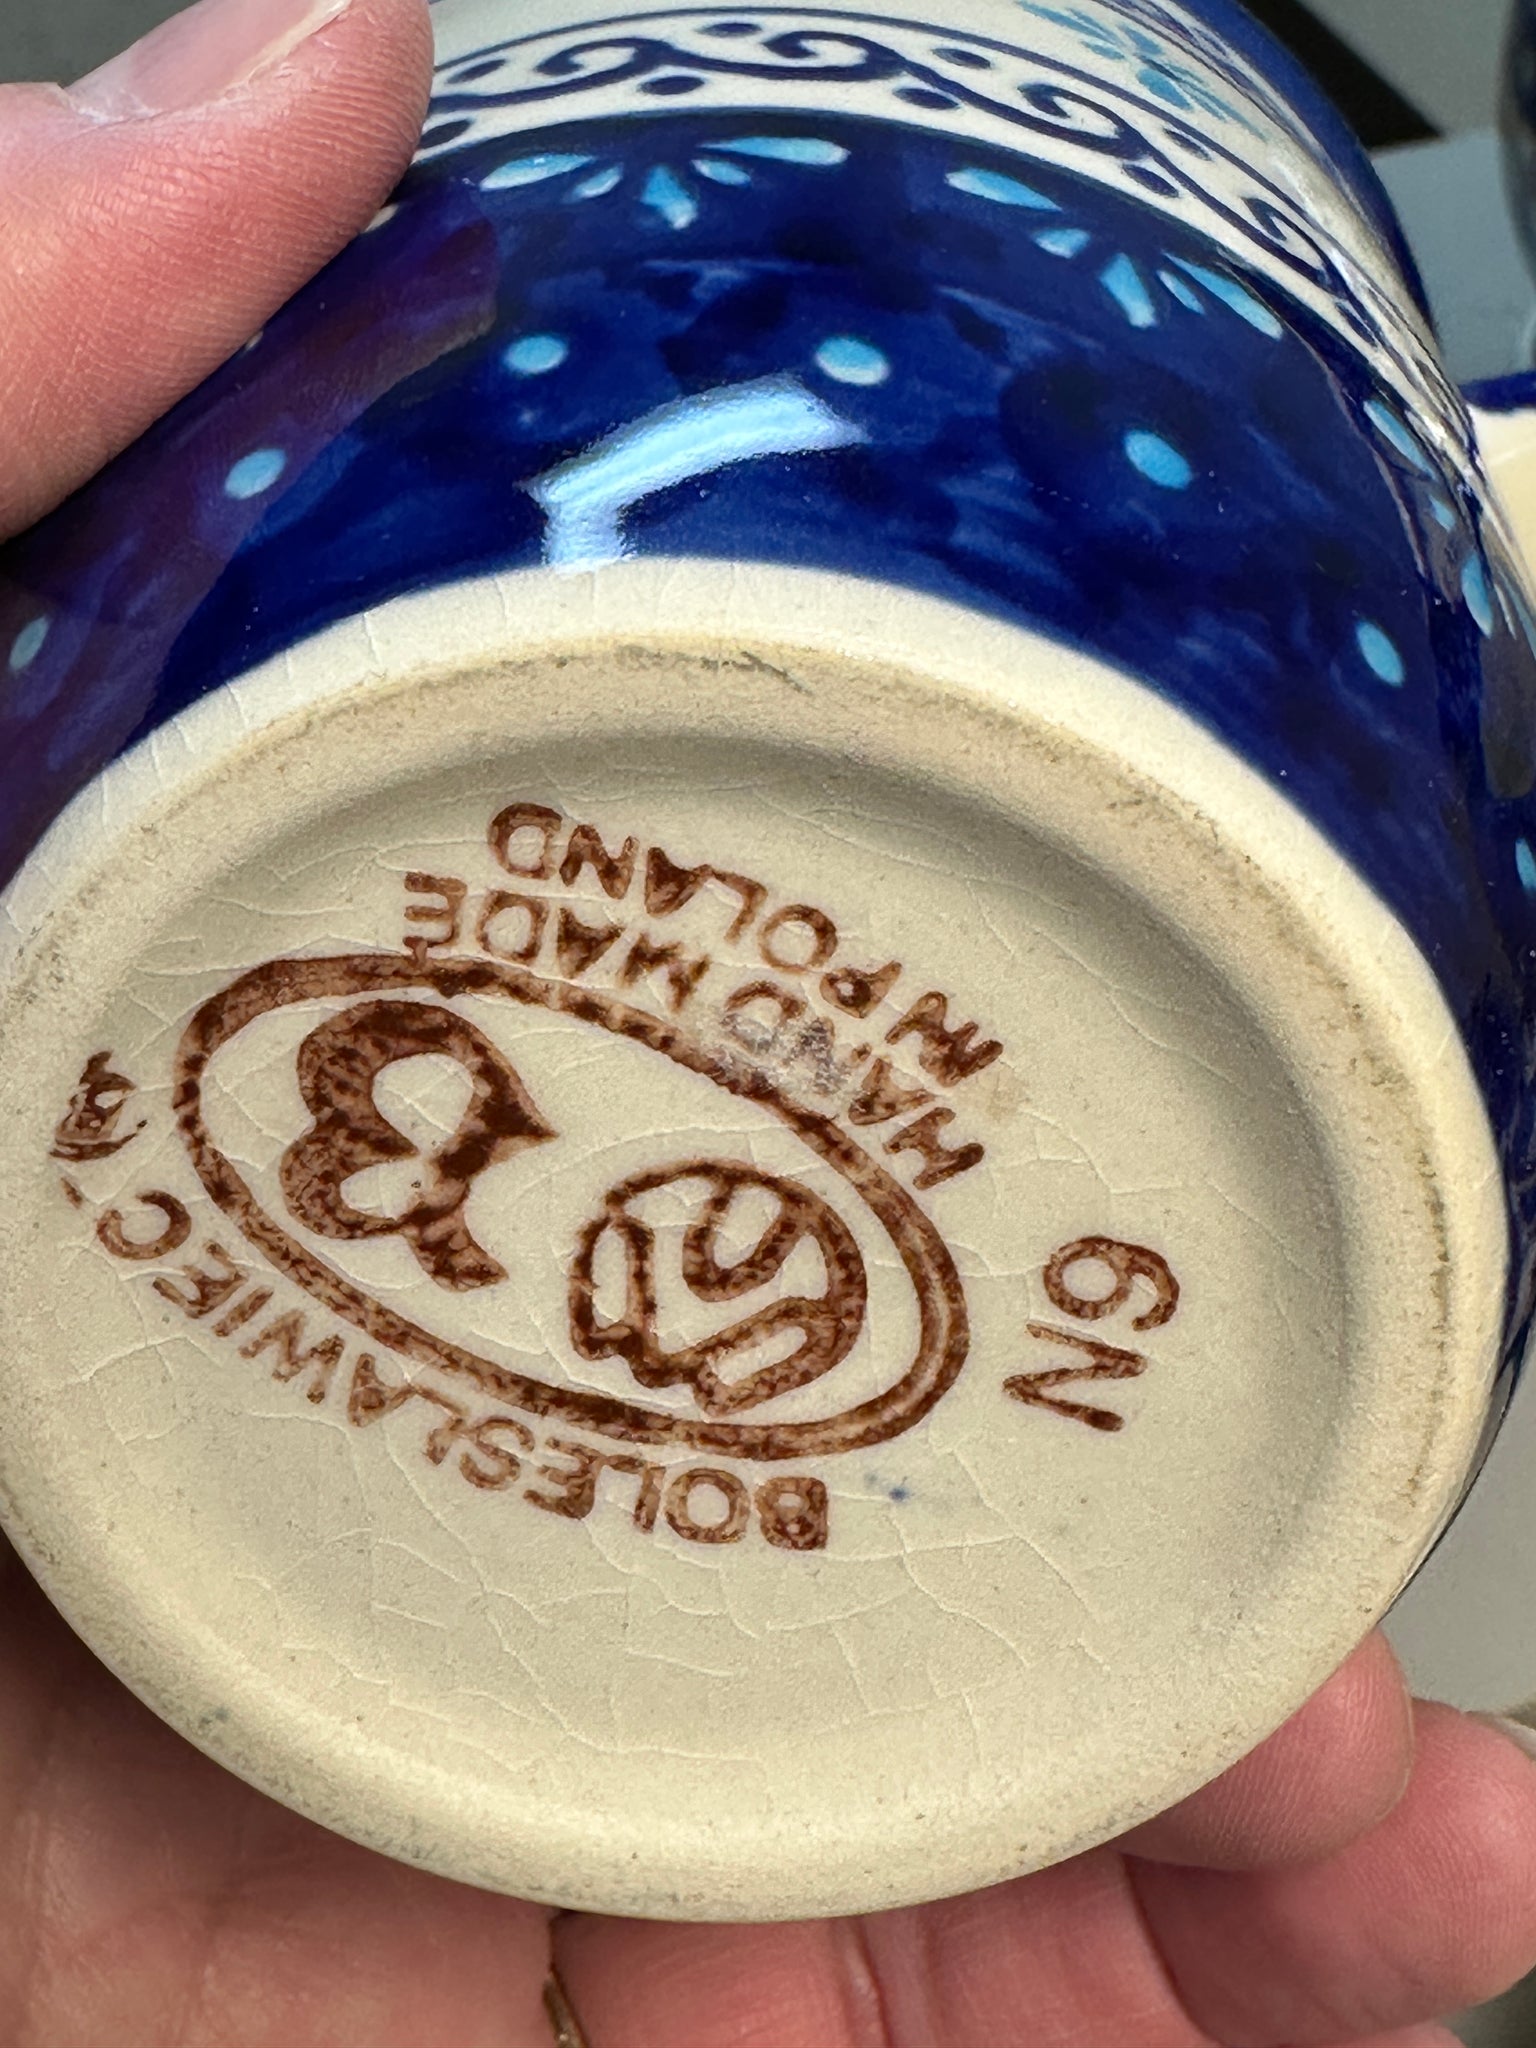 BOLESLAWIEC
6N
HAND MADE
IN POLAND